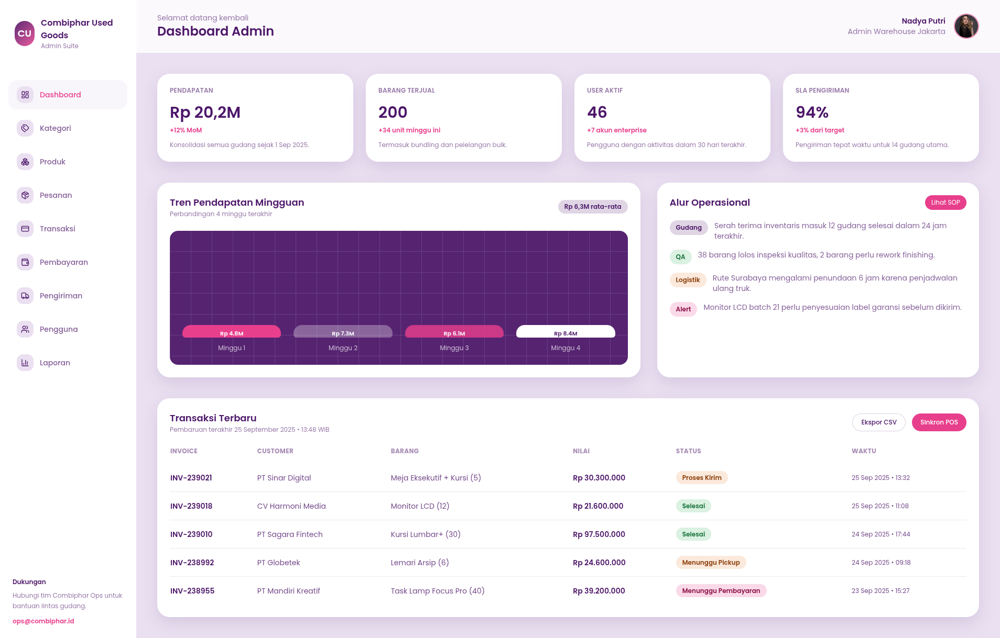 CU
Combiphar Used
Goods
Admin Suite
Dashboard
Kategori
Produk
Pesanan
Transaksi
Pembayaran
Pengiriman
Pengguna
Laporan
Dukungan
Hubungi tim Combiphar Ops untuk
bantuan lintas gudang.
ops@combiphar.id
Selamat datang kembali
Dashboard Admin
Nadya Putri
Admin Warehouse Jakarta
PENDAPATAN
Rp 20,2M
+12% MoM
Konsolidasi semua gudang sejak 1 Sep 2025.
BARANG TERJUAL
200
+34 unit minggu ini
Termasuk bundling dan pelelangan bulk.
USER AKTIF
46
+7 akun enterprise
Pengguna dengan aktivitas dalam 30 hari terakhir.
SLA PENGIRIMAN
94%
+3% dari target
Pengiriman tepat waktu untuk 14 gudang utama.
Tren Pendapatan Mingguan
Perbandingan 4 minggu terakhir
Rp 6,3M rata-rata
Rp 4.8M
Rp 7.3M
Rp 6.1M
Rp 8.4M
Minggu 1
Minggu 2
Minggu 3
Minggu 4
Alur Operasional
Lihat SOP
Gudang
Serah terima inventaris masuk 12 gudang selesai dalam 24 jam
terakhir.
QA
38 barang lolos inspeksi kualitas, 2 barang perlu rework finishing.
Logistik
Rute Surabaya mengalami penundaan 6 jam karena penjadwalan
ulang truk.
Alert
Monitor LCD batch 21 perlu penyesuaian label garansi sebelum dikirim.
Transaksi Terbaru
Pembaruan terakhir 25 September 2025 • 13:48 WIB
Ekspor CSV
Sinkron POS
INVOICE CUSTOMER BARANG NILAI STATUS WAKTU
INV-239021 PT Sinar Digital Meja Eksekutif + Kursi (5) Rp 30.300.000 Proses Kirim 25 Sep 2025 • 13:32
INV-239018 CV Harmoni Media Monitor LCD (12) Rp 21.600.000 Selesai 25 Sep 2025 • 11:08
INV-239010 PT Sagara Fintech Kursi Lumbar+ (30) Rp 97.500.000 Selesai 24 Sep 2025 • 17:44
INV-238992 PT Globetek Lemari Arsip (6) Rp 24.600.000 Menunggu Pickup 24 Sep 2025 • 09:18
INV-238955 PT Mandiri Kreatif Task Lamp Focus Pro (40) Rp 39.200.000 Menunggu Pembayaran 23 Sep 2025 • 15:27